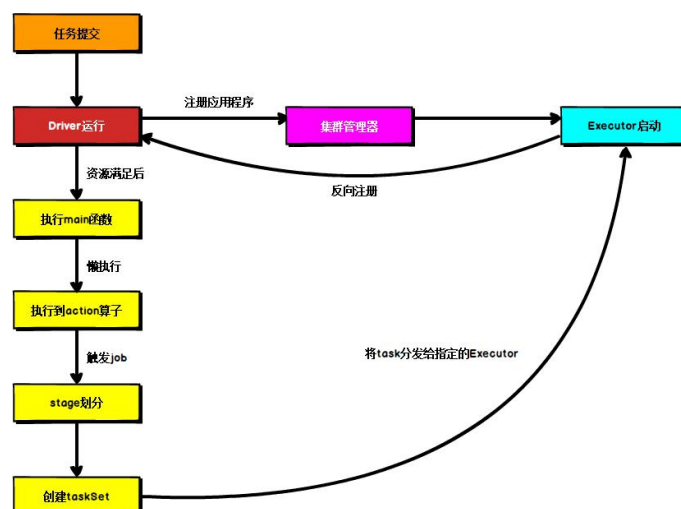 任务提交
注册应用程序
Driver运行
集群管理器
Executor启动
资源满足后
反向注册
执行main函数
懒执行
执行到action算子
触发job
将task分发给指定的Executor
stage划分
创建taskSet